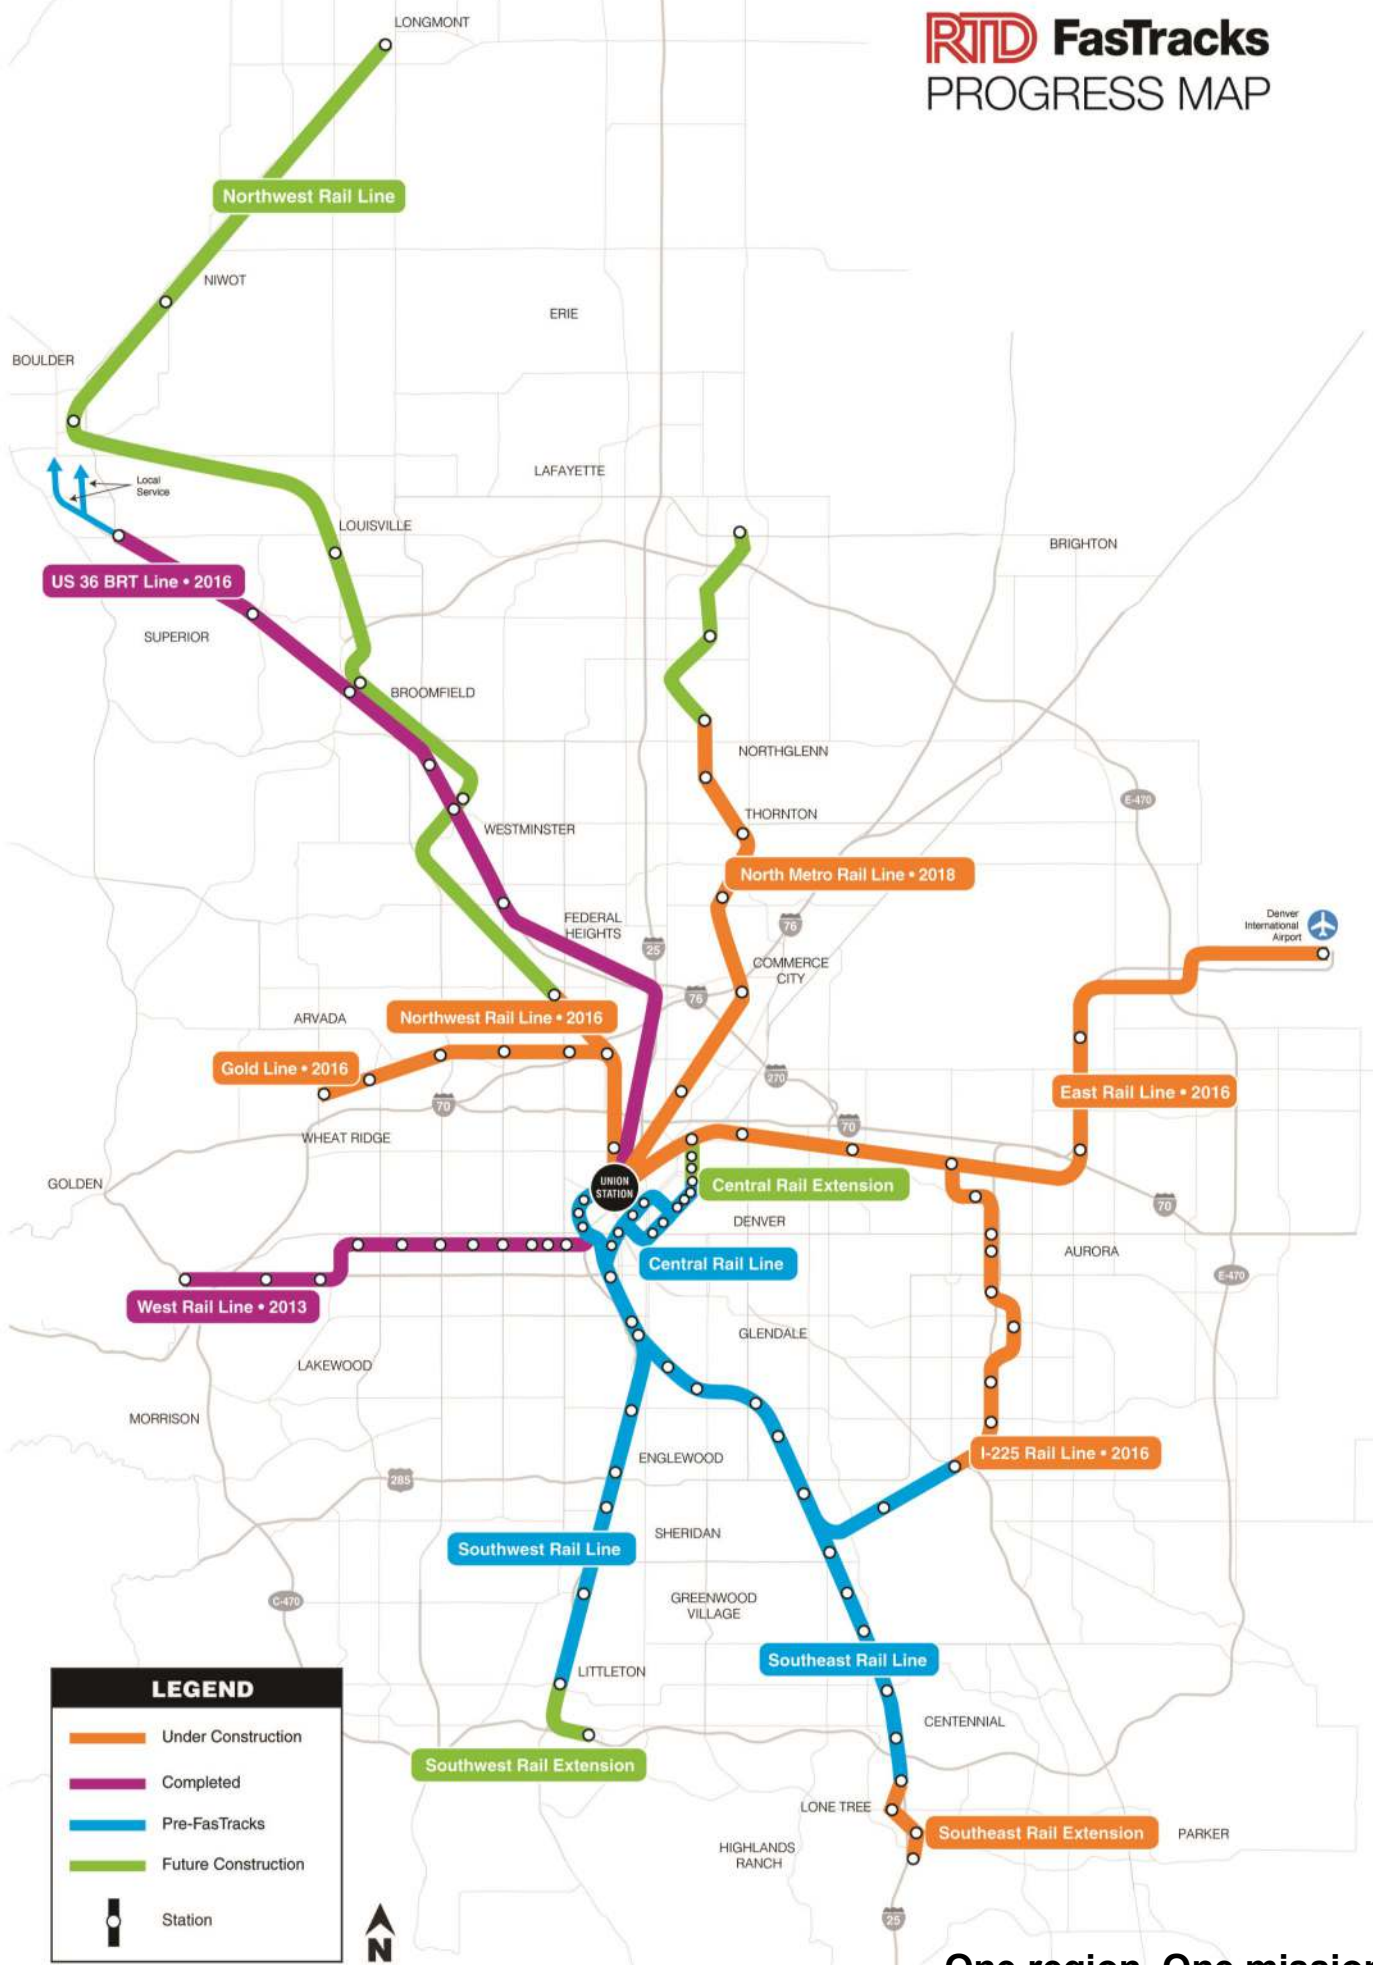 LONGMONT
RTD FasTracks
PROGRESS MAP
Northwest Rail Line
NIWOT
ERIE
BOULDER
LAFAYETTE
Local
Service
LOUISVILLE
BRIGHTON
US 36 BRT Line • 2016
SUPERIOR
BROOMFIELD
NORTHGLENN
E-470
THORNTON
WESTMINSTER
North Metro Rail Line • 2018
Denver
International
Airport
FEDERAL
HEIGHTS
76
25
COMMERCE
CITY
76
ARVADA
Northwest Rail Line • 2016
Gold Line • 2016
270
East Rail Line • 2016
70
70
WHEAT RIDGE
GOLDEN
UNION
STATION
Central Rail Extension
70
DENVER
AURORA
Central Rail Line
E-470
West Rail Line • 2013
GLENDALE
LAKEWOOD
MORRISON
I-225 Rail Line • 2016
ENGLEWOOD
285
SHERIDAN
Southwest Rail Line
C-470
GREENWOOD
VILLAGE
Southeast Rail Line
LITTLETON
LEGEND
Under Construction
Completed
Pre-FasTracks
Future Construction
Station
CENTENNIAL
Southwest Rail Extension
LONE TREE
Southeast Rail Extension
PARKER
HIGHLANDS
RANCH
25
N
One region. One mission